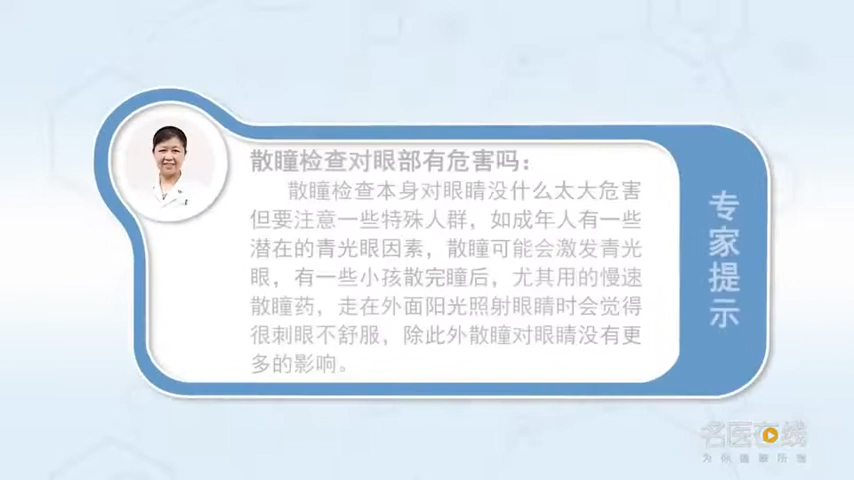 散瞳检查对眼部有危害吗：
散瞳检查本身对眼睛没什么太大危害
但要注意一些特殊人群，如成年人有一些
潜在的青光眼因素，散瞳可能会激发青光
眼，有一些小孩散完瞳后，尤其用的慢速
散瞳药，走在外面阳光照射眼睛时会觉得
很刺眼不舒服，除此外散瞳对眼睛没有更
多的影响。
专家提示
名医在线